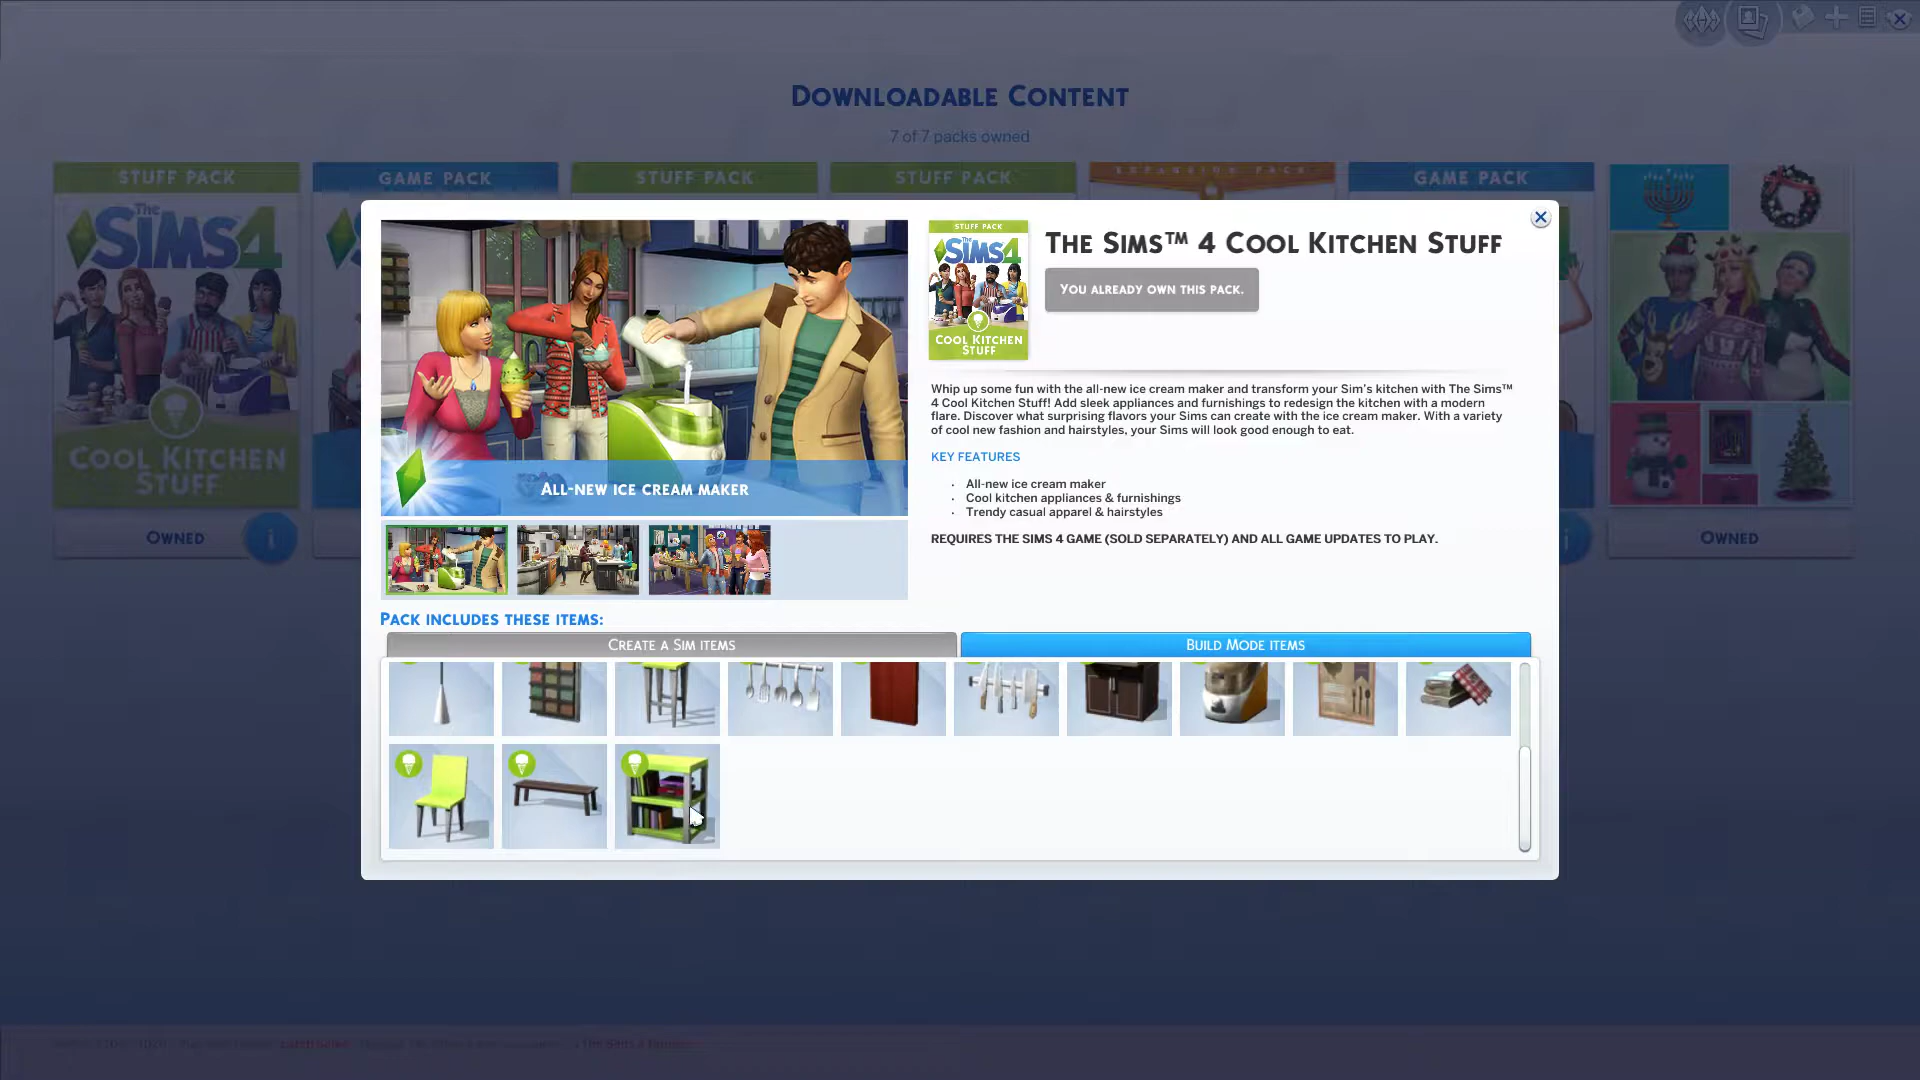 DOWNLOADABLE CONTENT
7 of 7 packs owned
STUFF PACK
GAME PACK
STUFF PACK
STUFF PACK
EXPANSION PACK
GAME PACK
The SIMS 4
COOL KITCHEN
STUFF
OWNED
i
OWNED
ALL-NEW ICE CREAM MAKER
STUFF PACK
The SIMS 4
COOL KITCHEN
STUFF
THE SIMS™ 4 COOL KITCHEN STUFF
YOU ALREADY OWN THIS PACK.
Whip up some fun with the all-new ice cream maker and transform your Sim's kitchen with The Sims™
4 Cool Kitchen Stuff! Add sleek appliances and furnishings to redesign the kitchen with a modern
flare. Discover what surprising flavors your Sims can create with the ice cream maker. With a variety
of cool new fashion and hairstyles, your Sims will look good enough to eat.
KEY FEATURES
· All-new ice cream maker
· Cool kitchen appliances & furnishings
· Trendy casual apparel & hairstyles
REQUIRES THE SIMS 4 GAME (SOLD SEPARATELY) AND ALL GAME UPDATES TO PLAY.
PACK INCLUDES THESE ITEMS:
CREATE A SIM ITEMS
BUILD MODE ITEMS